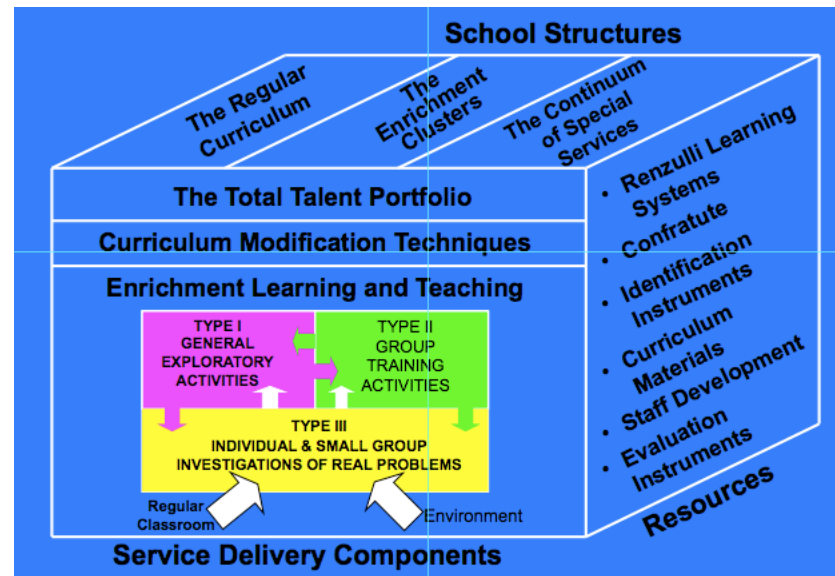 School Structures
The Regular
Curriculum
The
Enrichment
Clusters
The Continuum
of Special
Services
The Total Talent Portfolio
Curriculum Modification Techniques
Enrichment Learning and Teaching
TYPE I
GENERAL
EXPLORATORY
ACTIVITIES
TYPE II
GROUP
TRAINING
ACTIVITIES
TYPE III
INDIVIDUAL & SMALL GROUP
INVESTIGATIONS OF REAL PROBLEMS
Regular
Classroom
Environment
Service Delivery Components
• Renzulli Learning
Systems
• Confratute
• Identification
Instruments
• Curriculum
Materials
• Staff Development
• Evaluation
Instruments
Resources